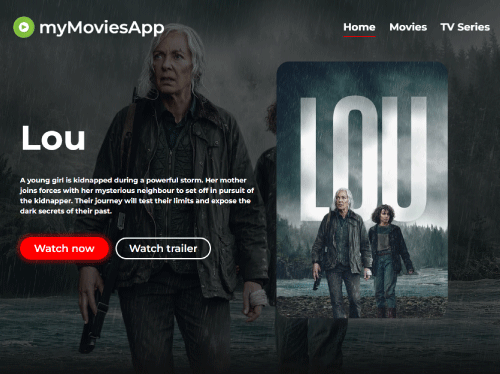 myMoviesApp
Home Movies TV Series
LOU
Lou
A young girl is kidnapped during a powerful storm. Her mother
joins forces with her mysterious neighbour to set off in pursuit of
the kidnapper. Their journey will test their limits and expose the
dark secrets of their past.
Watch now Watch trailer